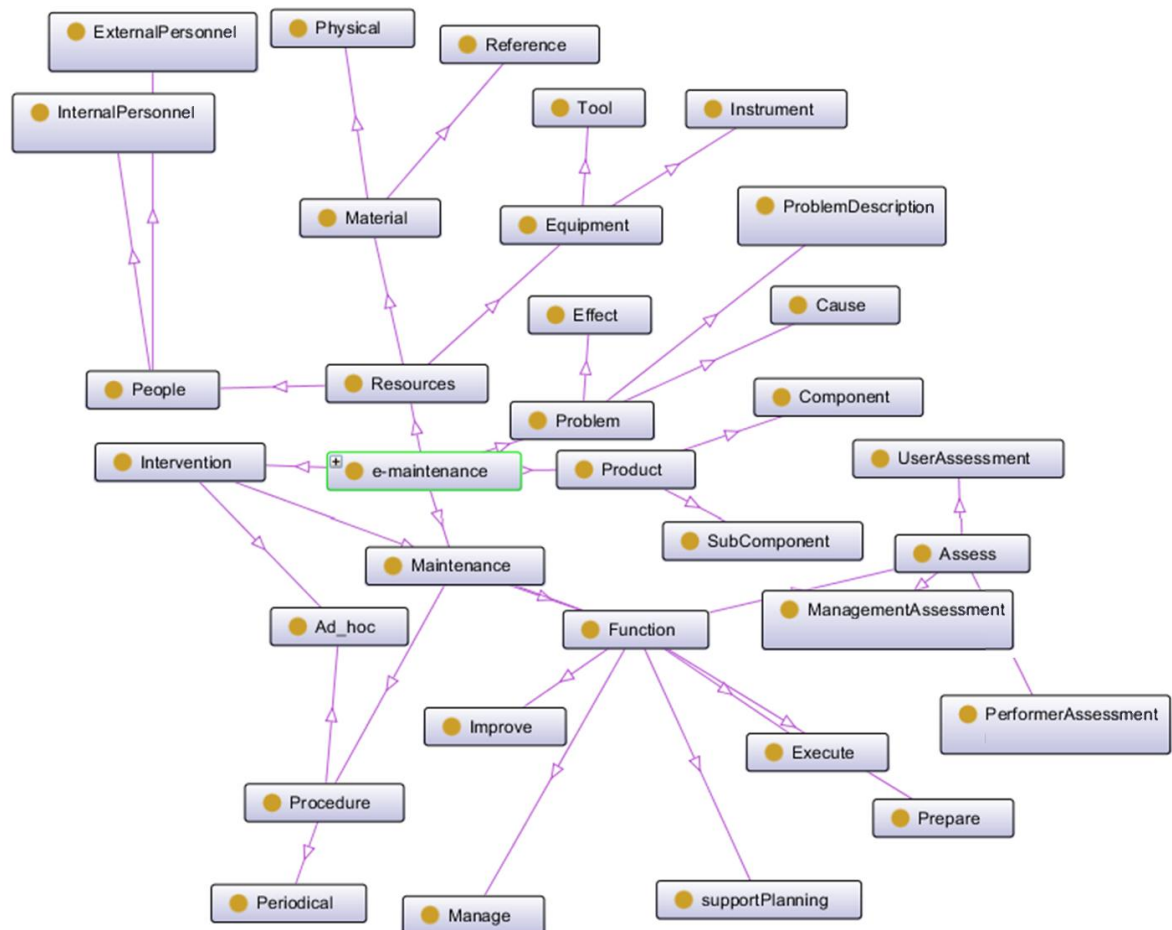 ExternalPersonnel
Physical
Reference
InternalPersonnel
Tool
Instrument
Material
Equipment
ProblemDescription
Effect
Cause
People
Resources
Problem
Component
Intervention
e-maintenance
Product
UserAssessment
SubComponent
Assess
Maintenance
ManagementAssessment
Ad_hoc
Function
PerformerAssessment
Improve
Execute
Procedure
Prepare
Periodical
Manage
supportPlanning